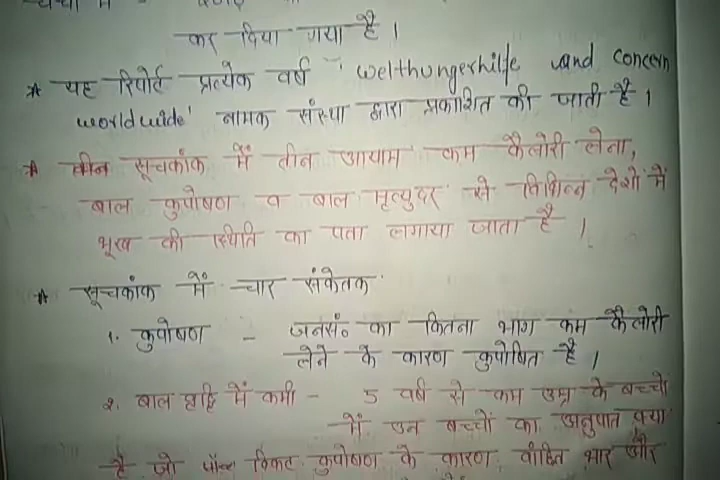 कर दिया गया है ।
* यह रिपोर्ट प्रत्येक वर्ष 'welthungerhilfe and concern
worldwide' नामक संस्था द्वारा प्रकाशित की जाती है ।
* सूचकांक में तीन आयाम कम कैलोरी लेना,
बाल कुपोषण व बाल मृत्युदर से विभिन्न देशों में
भूख की स्थिति का पता लगाया जाता है ।
* सूचकांक में चार संकेतक
1. कुपोषण - जनसं० का कितना भाग कम कैलोरी
लेने के कारण कुपोषित है ।
2. बाल में कमी - 5 वर्ष से कम उम्र के बच्चों
में उन बच्चों का अनुपात क्या
है जो विकट कुपोषण के कारण वांछित भार और